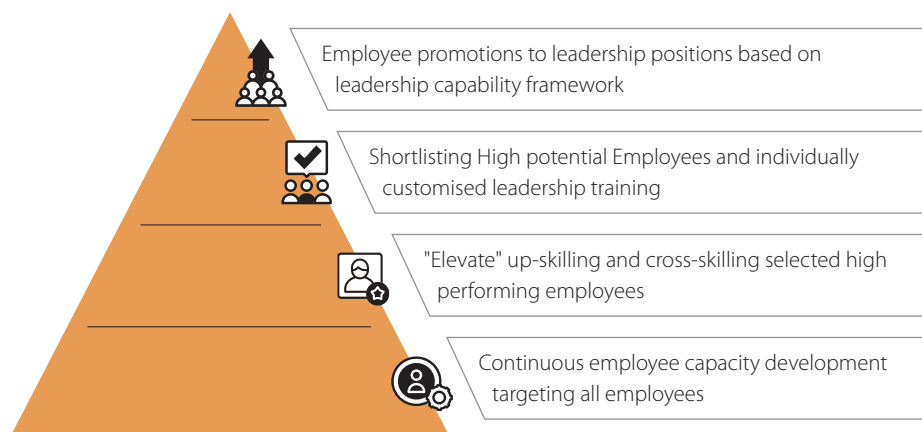 Employee promotions to leadership positions based on
leadership capability framework
Shortlisting High potential Employees and individually
customised leadership training
"Elevate" up-skilling and cross-skilling selected high
performing employees
Continuous employee capacity development
targeting all employees